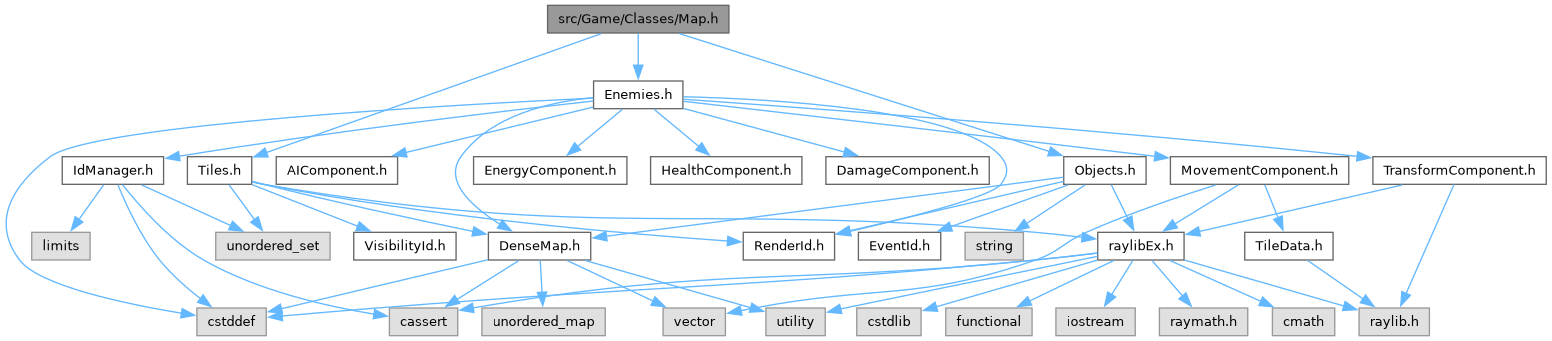 src/Game/Classes/Map.h
Enemies.h
IdManager.h
Tiles.h
AIComponent.h
EnergyComponent.h
HealthComponent.h
DamageComponent.h
Objects.h
MovementComponent.h
TransformComponent.h
limits
unordered_set
VisibilityId.h
DenseMap.h
RenderId.h
EventId.h
string
raylibEx.h
TileData.h
cstddef
cassert
unordered_map
vector
utility
cstdlib
functional
iostream
raymath.h
cmath
raylib.h